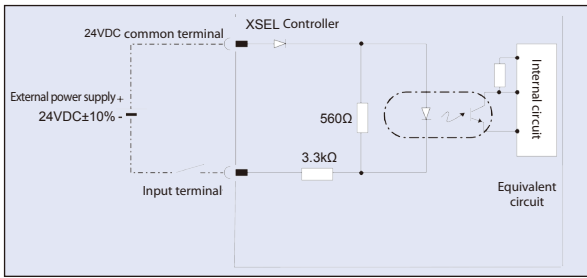 XSEL Controller
24VDC common terminal
External power supply +
24VDC±10% -
560Ω
3.3kΩ
Input terminal
Internal circuit
Equivalent
circuit